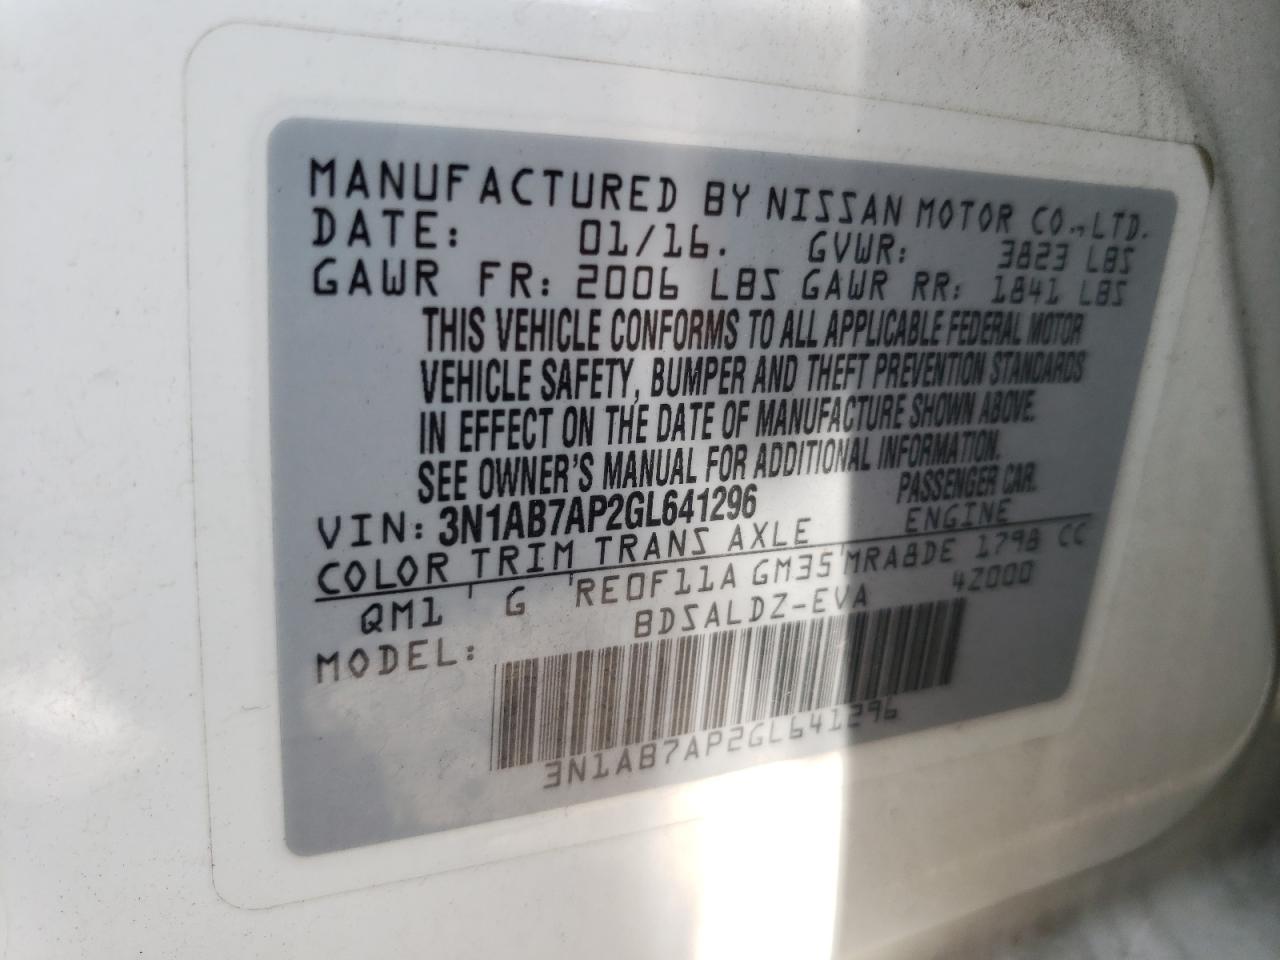 MANUFACTURED BY NISSAN MOTOR CO., LTD.
DATE: 01/16. GVWR: 3823 LBS
GAWR FR: 2006 LBS GAWR RR: 1841 LBS
THIS VEHICLE CONFORMS TO ALL APPLICABLE FEDERAL MOTOR
VEHICLE SAFETY, BUMPER AND THEFT PREVENTION STANDARDS
IN EFFECT ON THE DATE OF MANUFACTURE SHOWN ABOVE.
SEE OWNER'S MANUAL FOR ADDITIONAL INFORMATION.
VIN: 3N1AB7AP2GL641296 PASSENGER CAR.
COLOR TRIM TRANS AXLE ENGINE
QM1 ' G 'RE0F11A GM35'MRA8DE 1798 CC
MODEL: BDSALDZ-EVA 4Z000
3N1AB7AP2GL641296